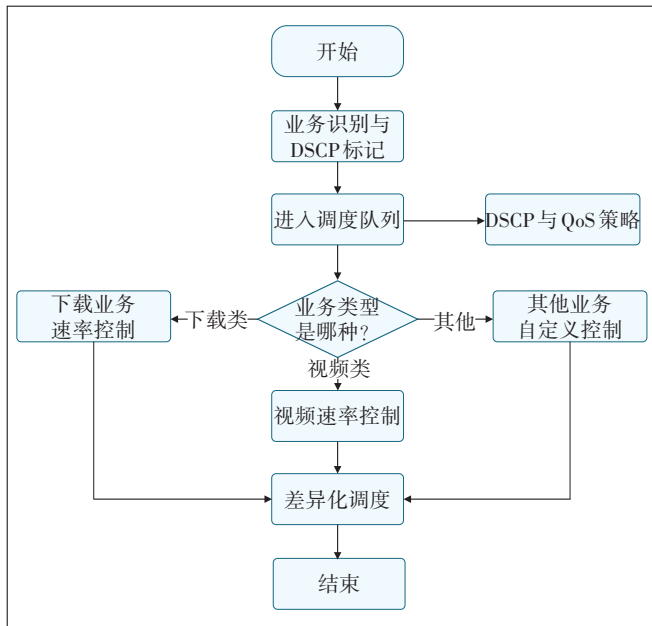 开始
业务识别与
DSCP标记
进入调度队列
DSCP与QoS策略
下载业务
速率控制
下载类
业务类型
是哪种？
其他
其他业务
自定义控制
视频类
视频速率控制
差异化调度
结束